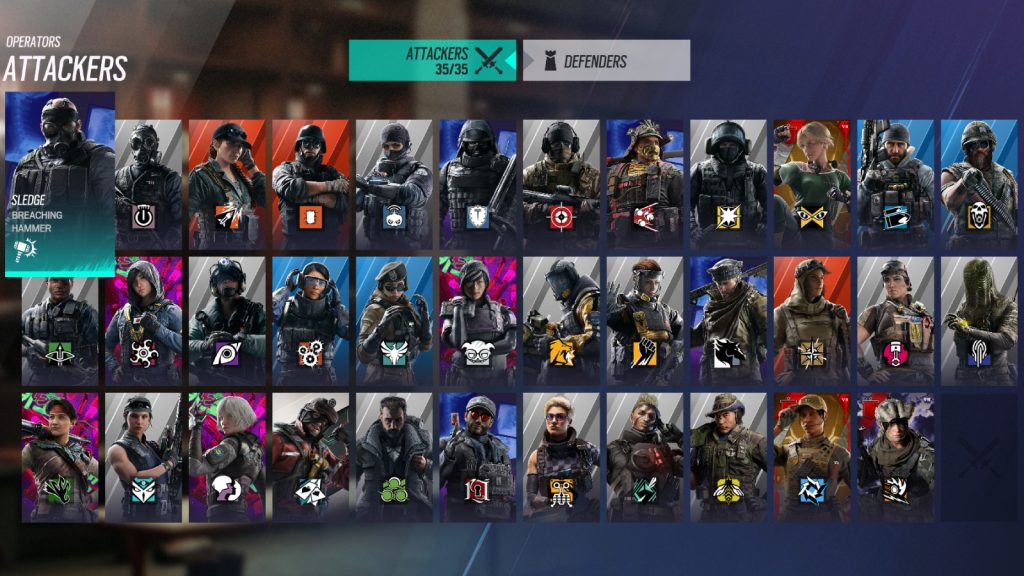 OPERATORS
ATTACKERS
ATTACKERS
35/35
DEFENDERS
SLEDGE
BREACHING
HAMMER